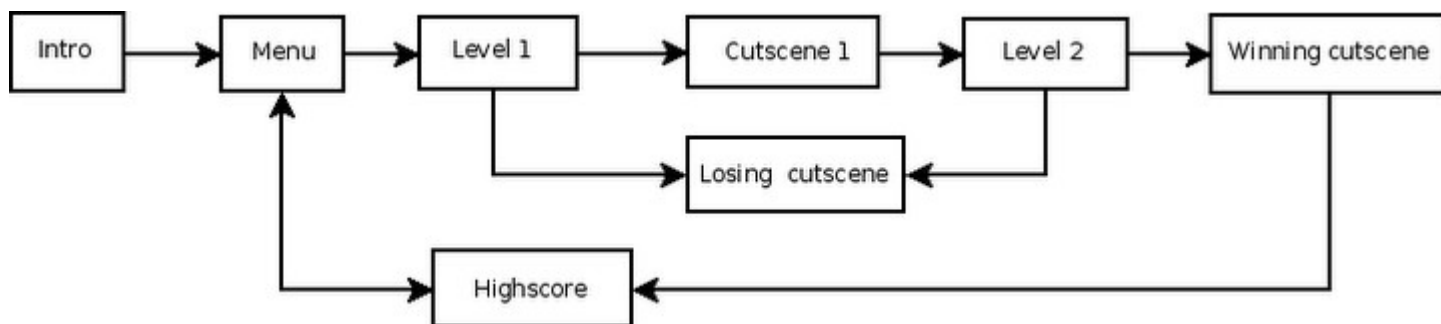 Intro
Menu
Level 1
Cutscene 1
Level 2
Winning cutscene
Losing cutscene
Highscore